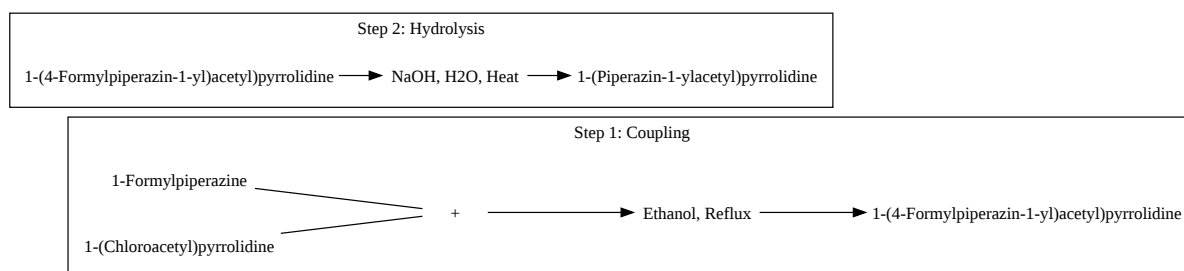 Step 2: Hydrolysis
1-(4-Formylpiperazin-1-yl)acetyl)pyrrolidine NaOH, H2O, Heat 1-(Piperazin-1-ylacetyl)pyrrolidine
Step 1: Coupling
1-Formylpiperazine
+ Ethanol, Reflux 1-(4-Formylpiperazin-1-yl)acetyl)pyrrolidine
1-(Chloroacetyl)pyrrolidine